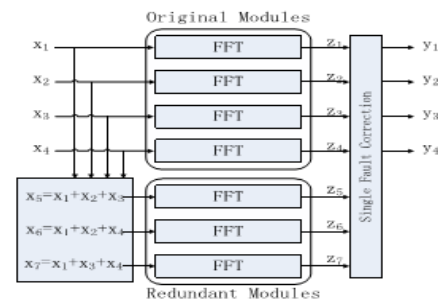 Original Modules
x₁ FFT z₁ y₁
x₂ FFT z₂ y₂
x₃ FFT z₃ y₃
x₄ FFT z₄ y₄
Single Fault Correction
x₅=x₁+x₂+x₃ FFT z₅
x₆=x₁+x₂+x₄ FFT z₆
x₇=x₁+x₃+x₄ FFT z₇
Redundant Modules